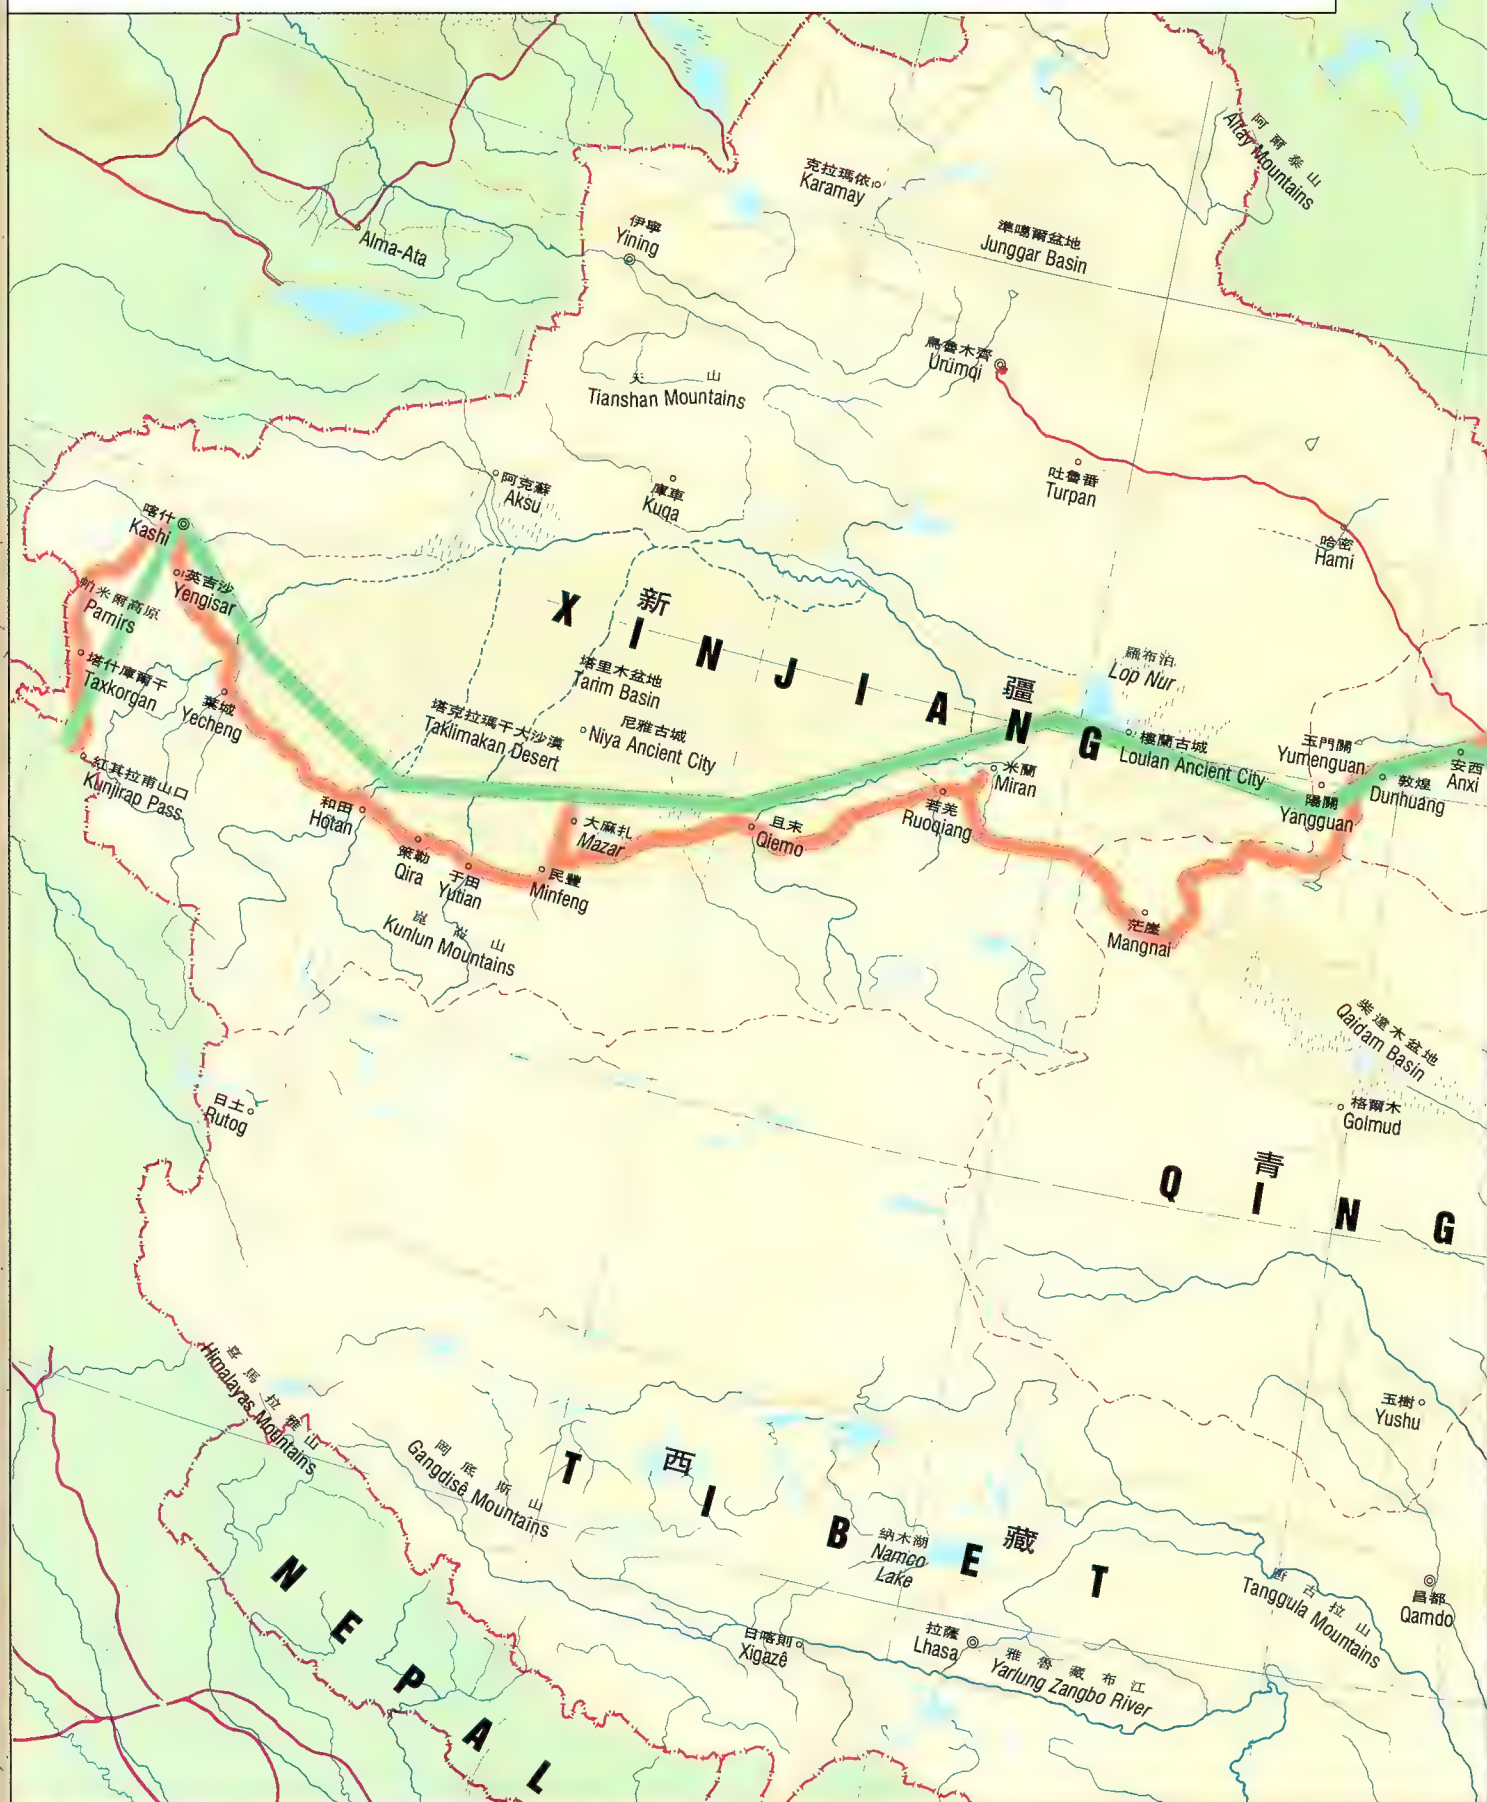 阿爾泰山
Altay Mountains
克拉瑪依
Karamay
伊寧
Yining
準噶爾盆地
Junggar Basin
Alma-Ata
烏魯木齊
Ürümqi
天山
Tianshan Mountains
吐魯番
Turpan
阿克蘇
Aksu
庫車
Kuqa
喀什
Kashi
哈密
Hami
英吉沙
Yengisar
帕米爾高原
Pamirs
新疆
XINJIANG
塔里木盆地
Tarim Basin
羅布泊
Lop Nur
塔什庫爾干
Taxkorgan
葉城
Yecheng
塔克拉瑪干大沙漠
Taklimakan Desert
尼雅古城
Niya Ancient City
樓蘭古城
Loulan Ancient City
玉門關
Yumenguan
安西
Anxi
敦煌
Dunhuang
陽關
Yangguan
紅其拉甫山口
Kunjirap Pass
米蘭
Miran
若羌
Ruoqiang
和田
Hotan
大麻扎
Mazar
且末
Qiemo
策勒
Qira
于田
Yutian
民豐
Minfeng
茫崖
Mangnai
崑崙山
Kunlun Mountains
柴達木盆地
Qaidam Basin
日土
Rutog
格爾木
Golmud
青
QING
喜馬拉雅山
Himalayas Mountains
玉樹
Yushu
岡底斯山
Gangdisê Mountains
西藏
TIBET
納木湖
Namco
Lake
唐古拉山
Tanggula Mountains
昌都
Qamdo
NEPAL
日喀則
Xigazê
拉薩
Lhasa
雅魯藏布江
Yarlung Zangbo River